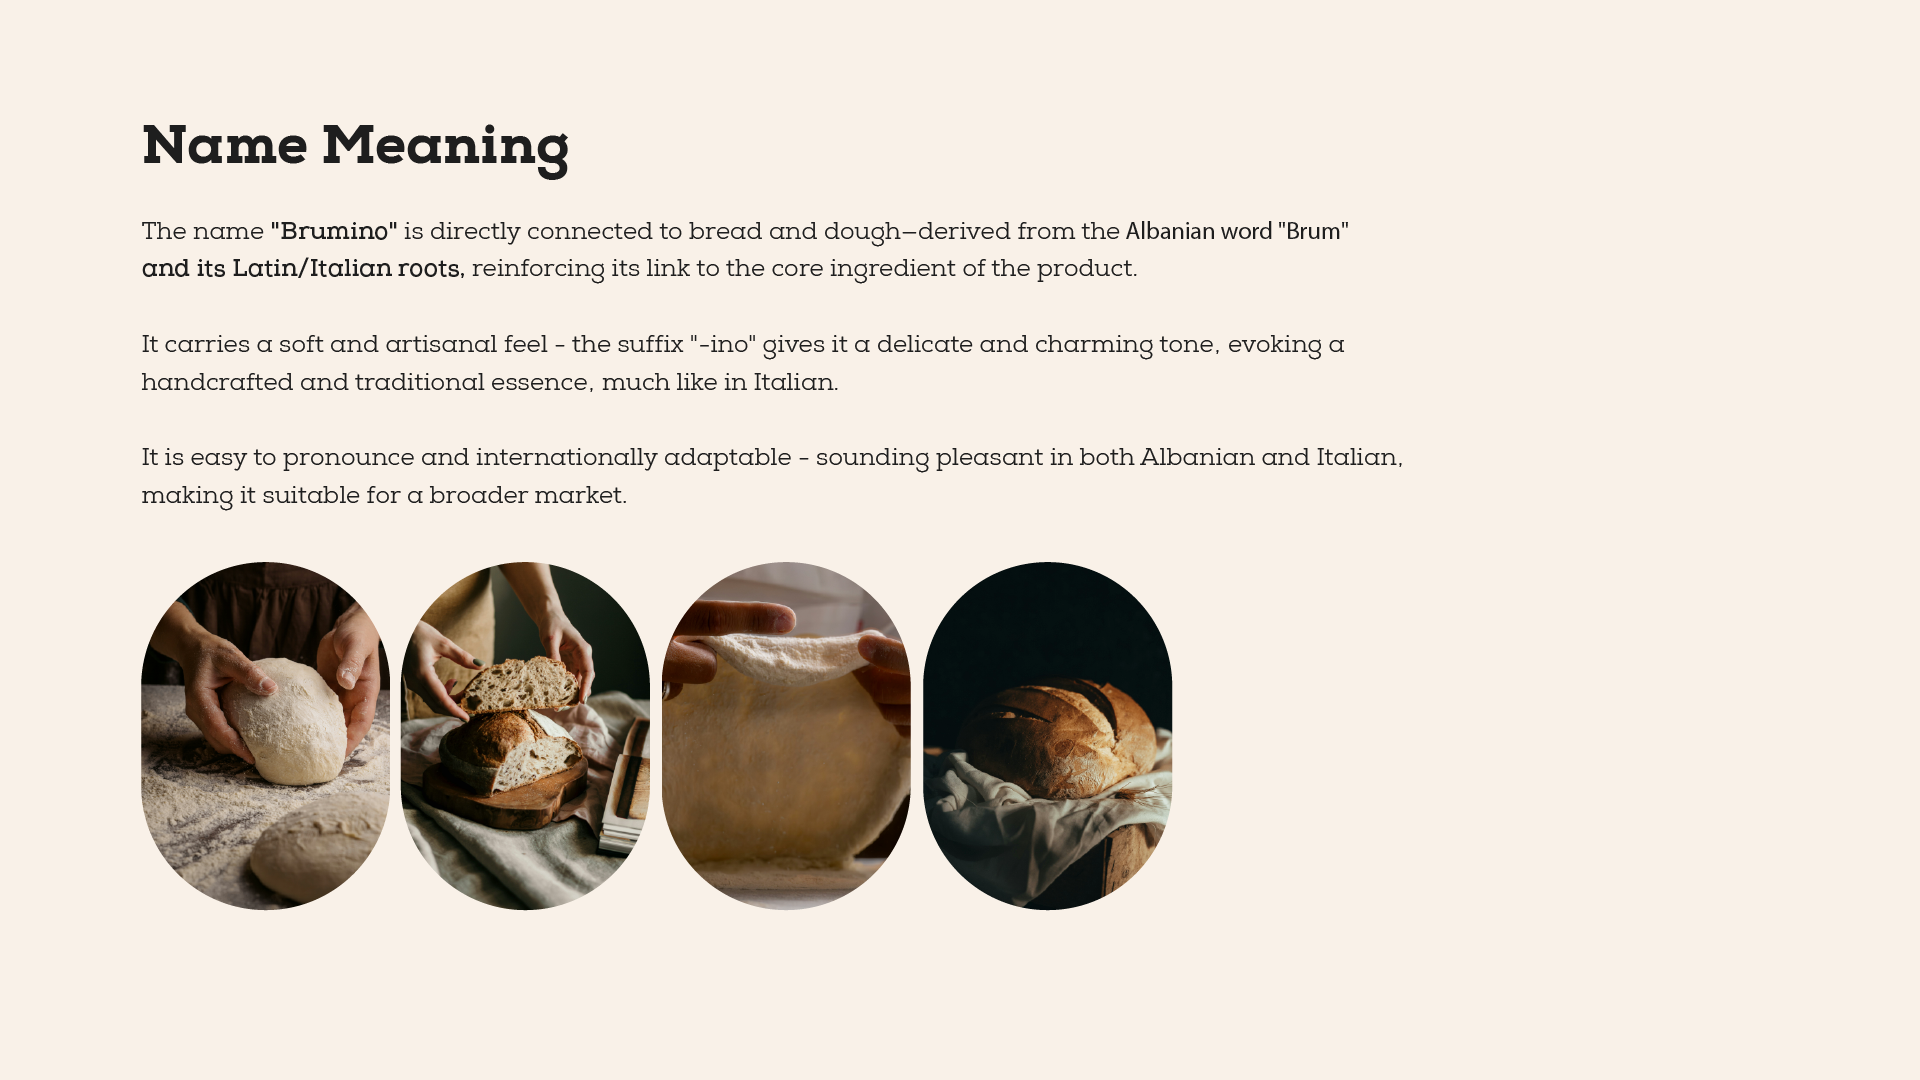 Name Meaning
The name "Brumino" is directly connected to bread and dough—derived from the Albanian word "Brum"
and its Latin/Italian roots, reinforcing its link to the core ingredient of the product.
It carries a soft and artisanal feel - the suffix "-ino" gives it a delicate and charming tone, evoking a
handcrafted and traditional essence, much like in Italian.
It is easy to pronounce and internationally adaptable - sounding pleasant in both Albanian and Italian,
making it suitable for a broader market.